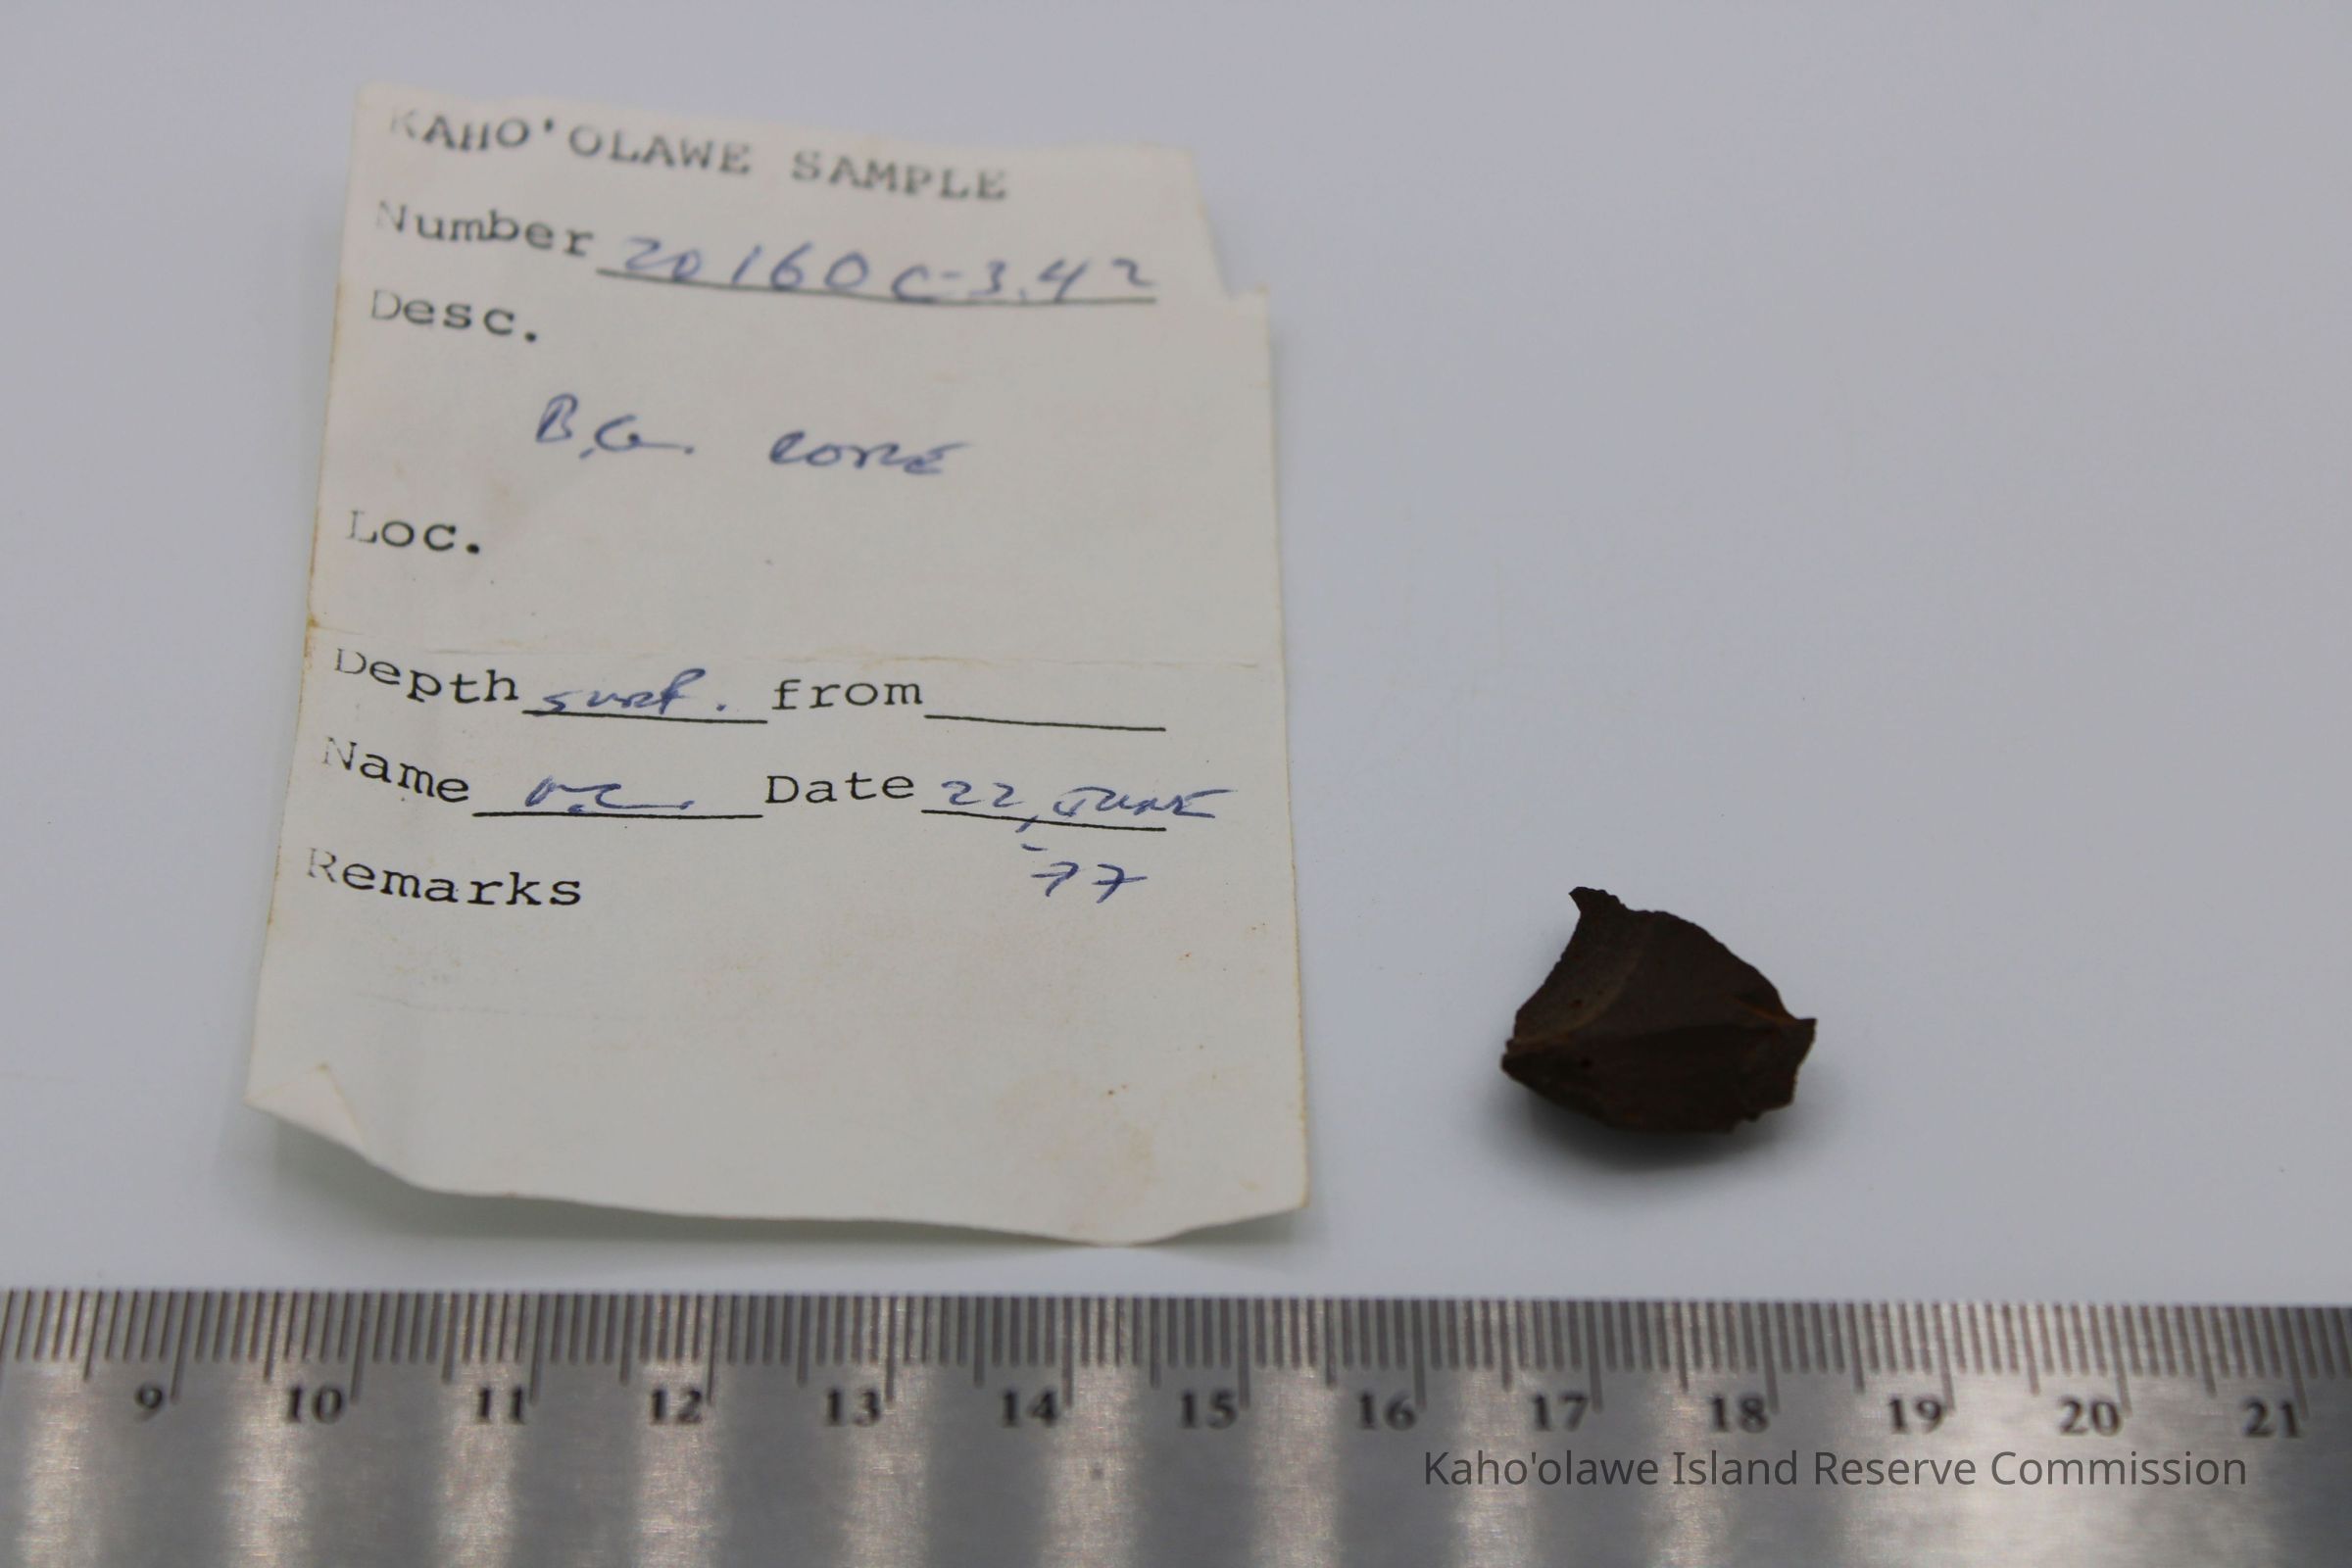 KAHO'OLAWE SAMPLE
Number 20160 C-3.42
Desc.
B.G. CORE
Loc.
Depth surf. from
Name Date 22, JUNE
'77
Remarks
9 10 11 12 13 14 15 16 17 18 19 20 21
Kaho'olawe Island Reserve Commission